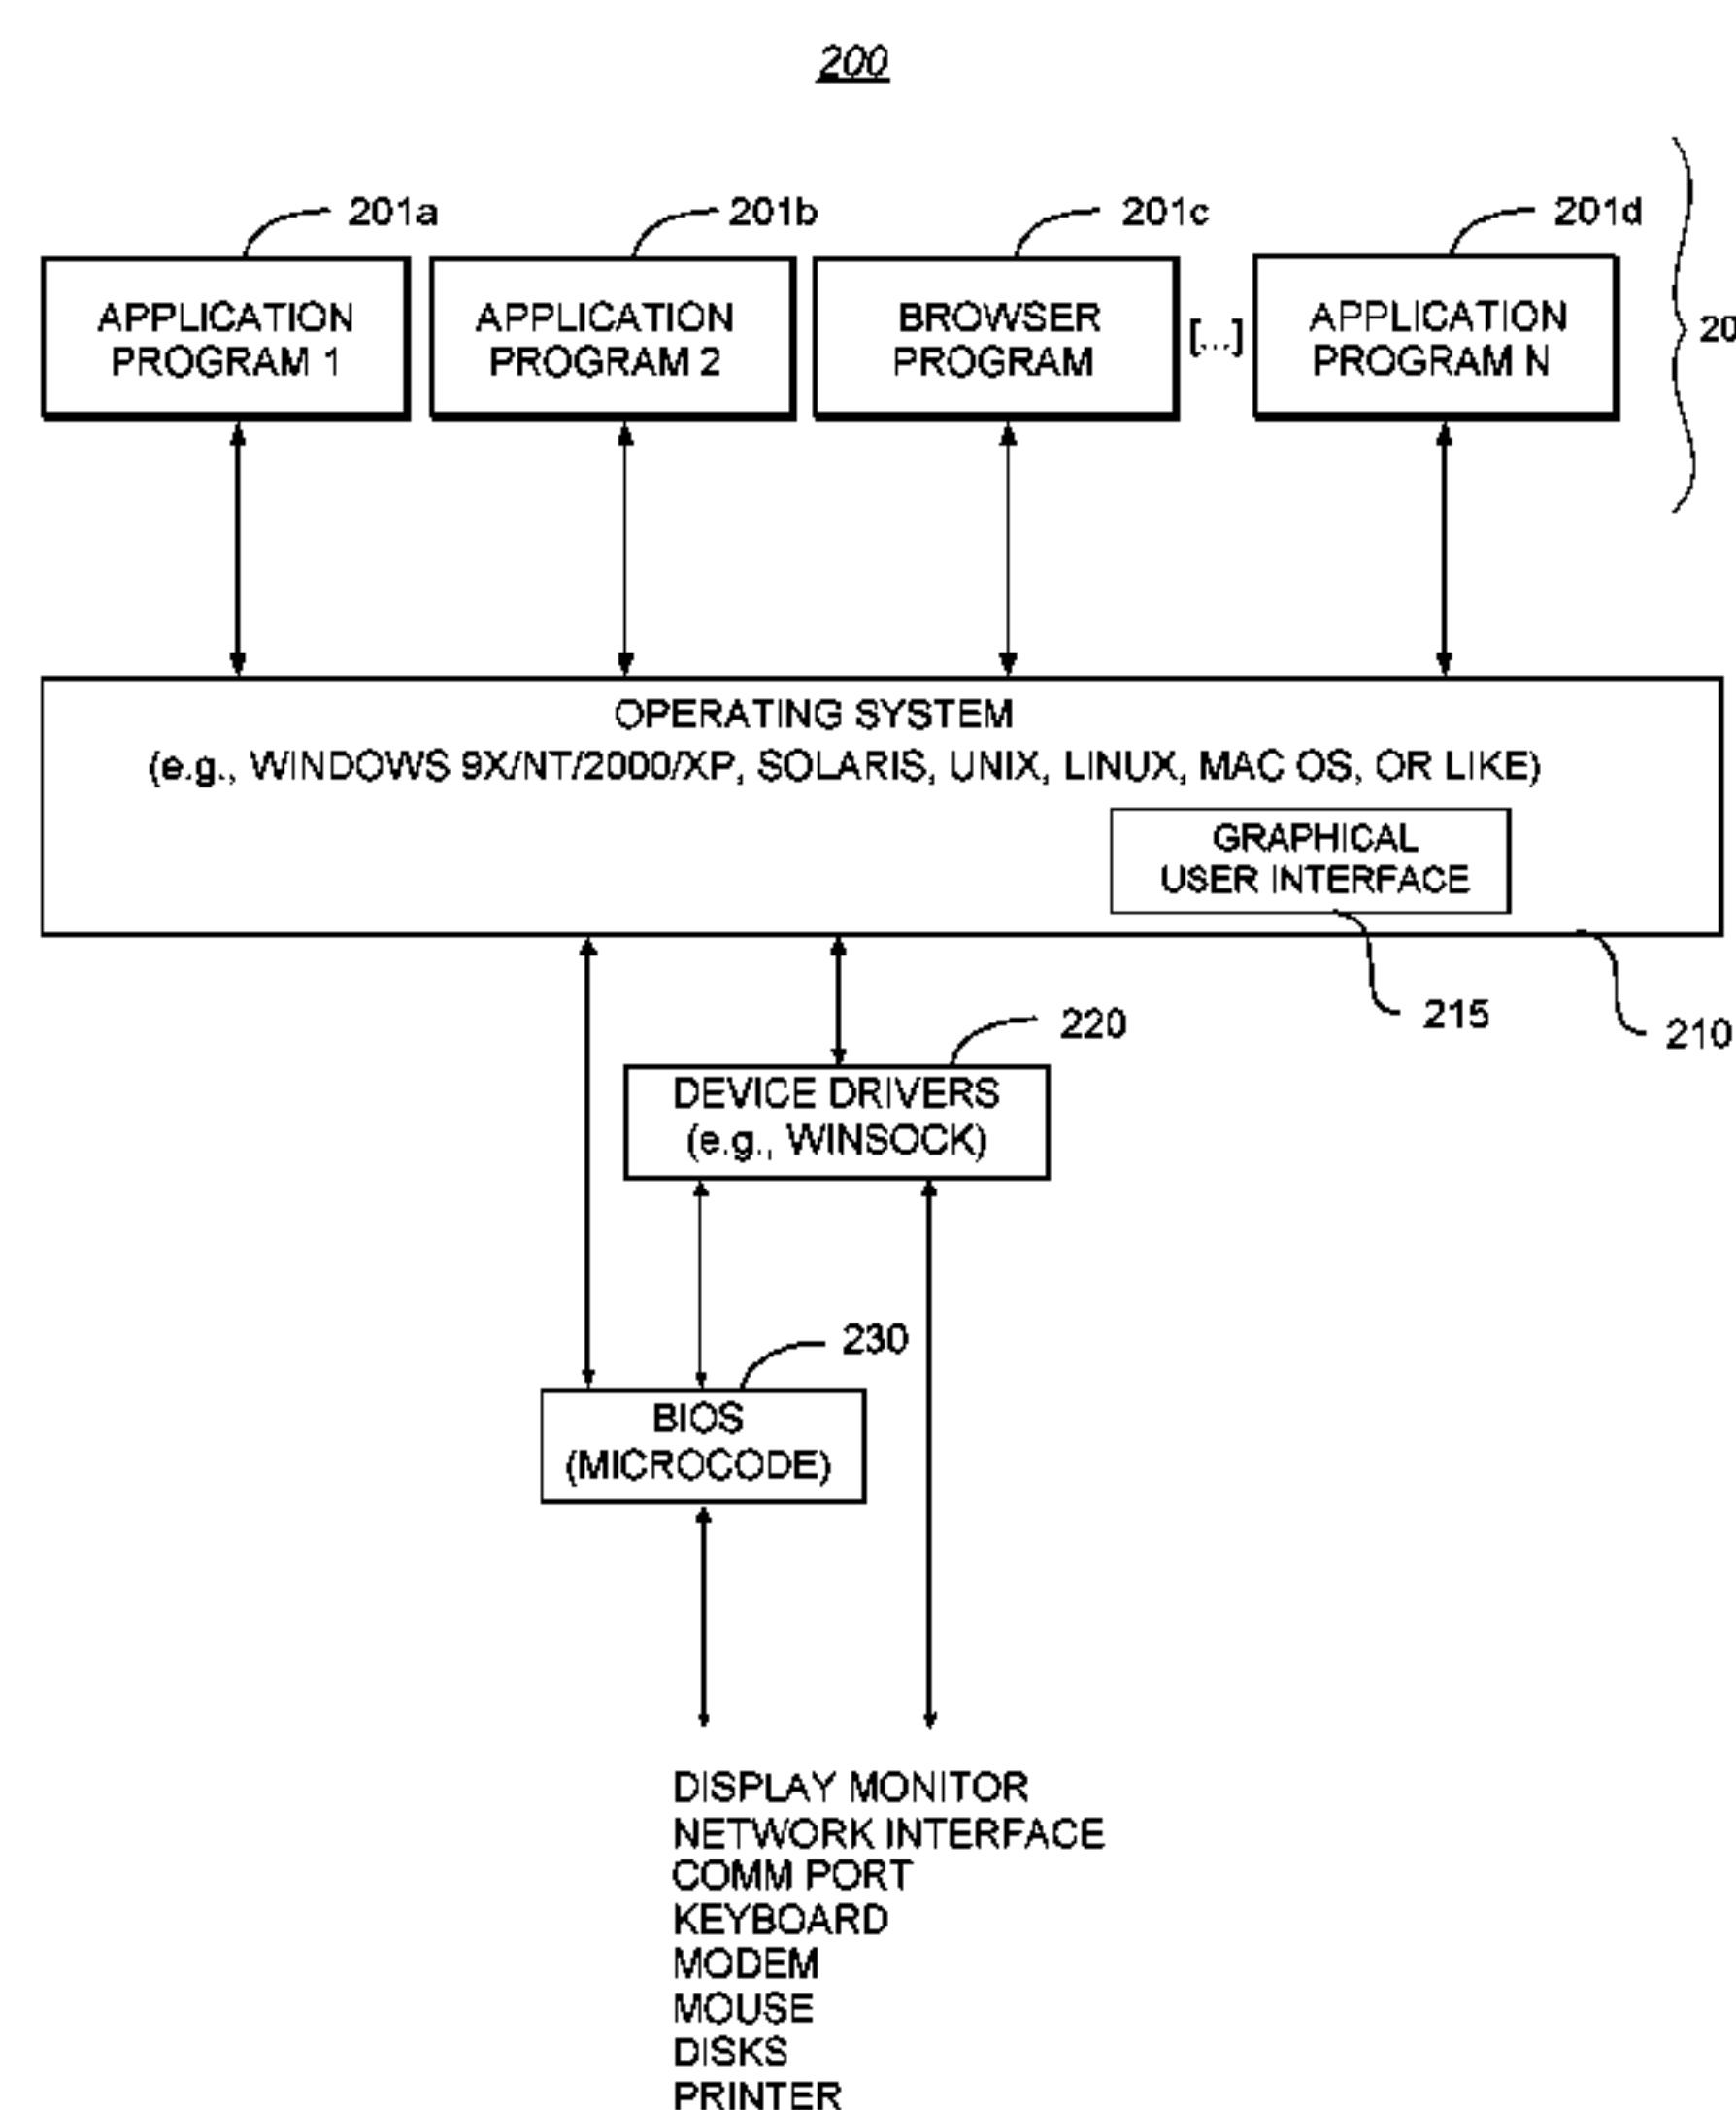 200
201a
201b
201c
201d
APPLICATION
PROGRAM 1
APPLICATION
PROGRAM 2
BROWSER
PROGRAM
[...]
APPLICATION
PROGRAM N
20
OPERATING SYSTEM
(e.g., WINDOWS 9X/NT/2000/XP, SOLARIS, UNIX, LINUX, MAC OS, OR LIKE)
GRAPHICAL
USER INTERFACE
215
210
220
DEVICE DRIVERS
(e.g., WINSOCK)
230
BIOS
(MICROCODE)
DISPLAY MONITOR
NETWORK INTERFACE
COMM PORT
KEYBOARD
MODEM
MOUSE
DISKS
PRINTER